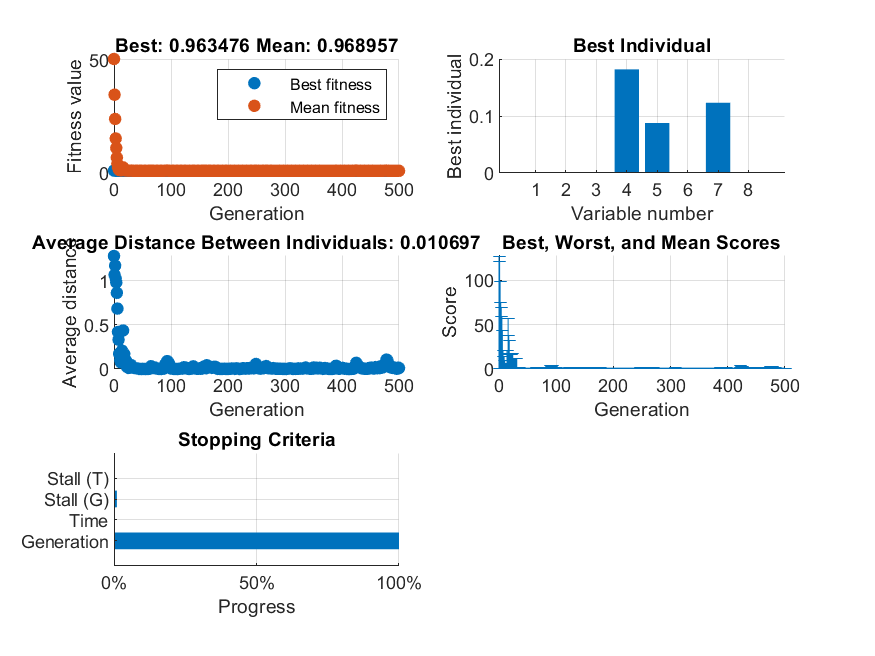 Best: 0.963476 Mean: 0.968957
Fitness value
50
0
Best fitness
Mean fitness
0 100 200 300 400 500
Generation
Best Individual
Best individual
0.2
0.1
0
1 2 3 4 5 6 7 8
Variable number
Average Distance Between Individuals: 0.010697
Average distance
1
0.5
0
0 100 200 300 400 500
Generation
Best, Worst, and Mean Scores
Score
100
50
0
0 100 200 300 400 500
Generation
Stopping Criteria
Stall (T)
Stall (G)
Time
Generation
0% 50% 100%
Progress